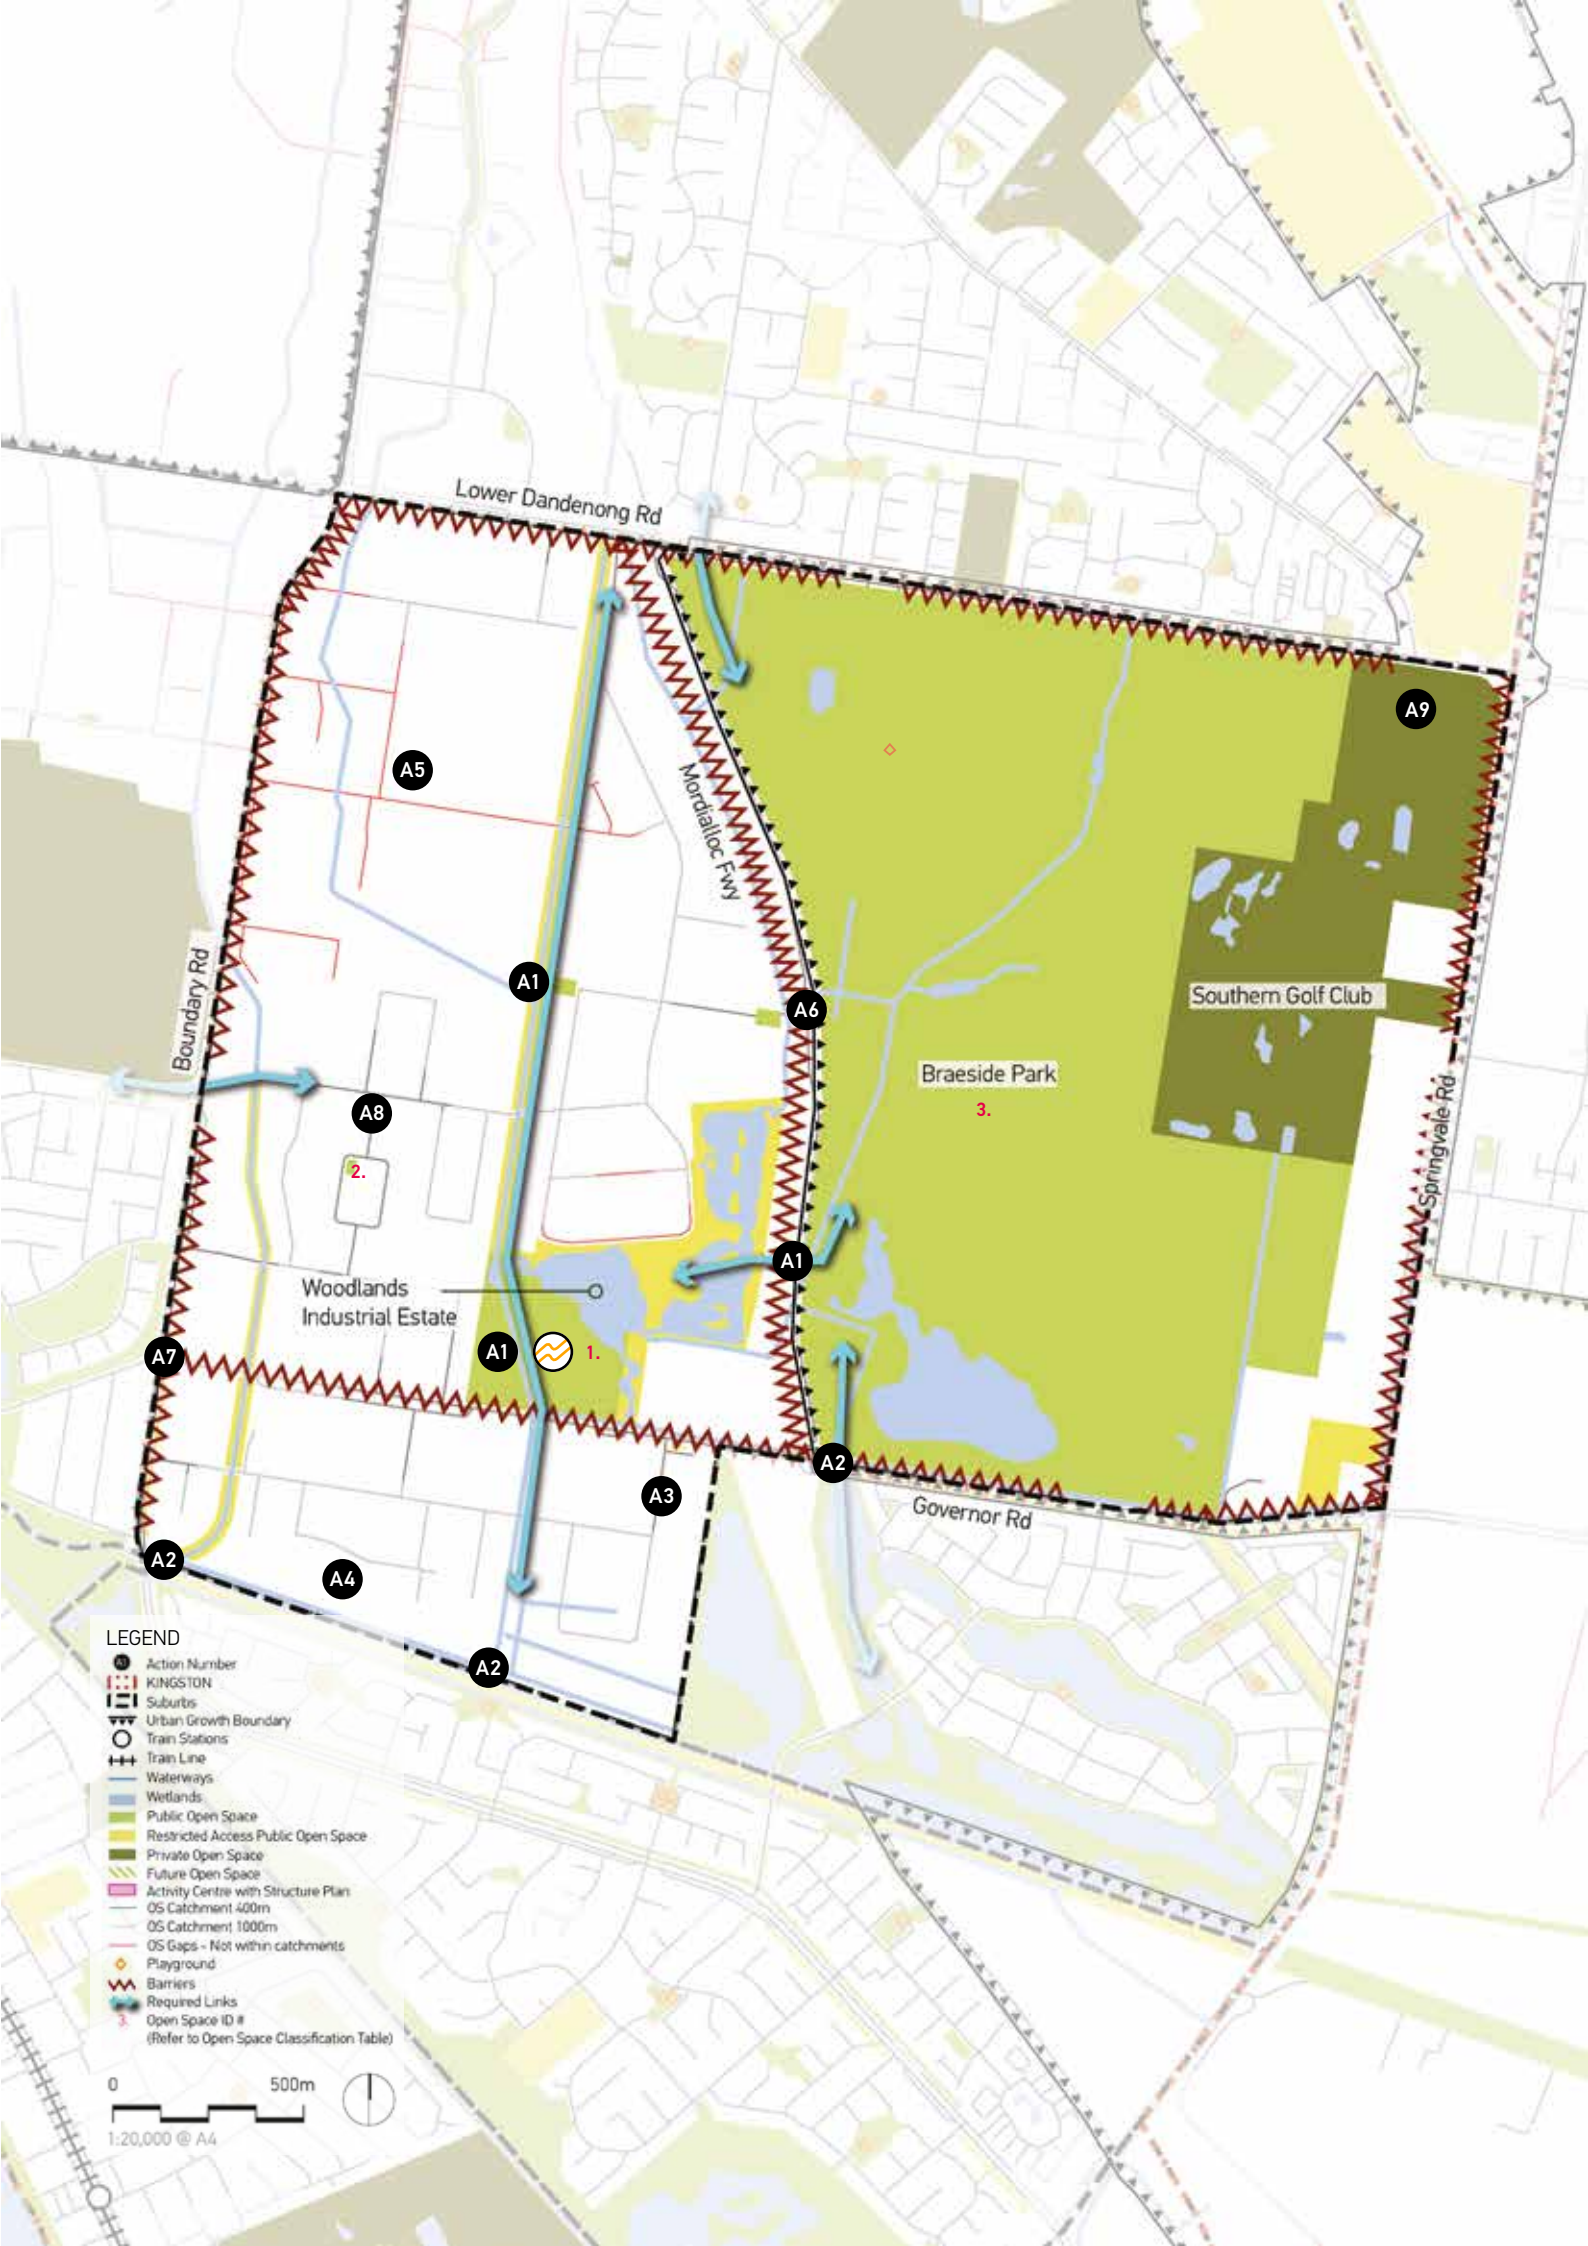 Lower Dandenong Rd
A9
A5
Mordialloc Fwy
Boundary Rd
A1
A6
Southern Golf Club
Braeside Park
3.
A8
2.
Springvale Rd
A1
Woodlands
Industrial Estate
A1
1.
A7
A2
A3
Governor Rd
A2
A4
A2
LEGEND
Action Number
KINGSTON
Suburbs
Urban Growth Boundary
Train Stations
Train Line
Waterways
Wetlands
Public Open Space
Restricted Access Public Open Space
Private Open Space
Future Open Space
Activity Centre with Structure Plan
OS Catchment 400m
OS Catchment 1000m
OS Gaps - Not within catchments
Playground
Barriers
Required Links
3. Open Space ID #
(Refer to Open Space Classification Table)
0 500m
1:20,000 @ A4